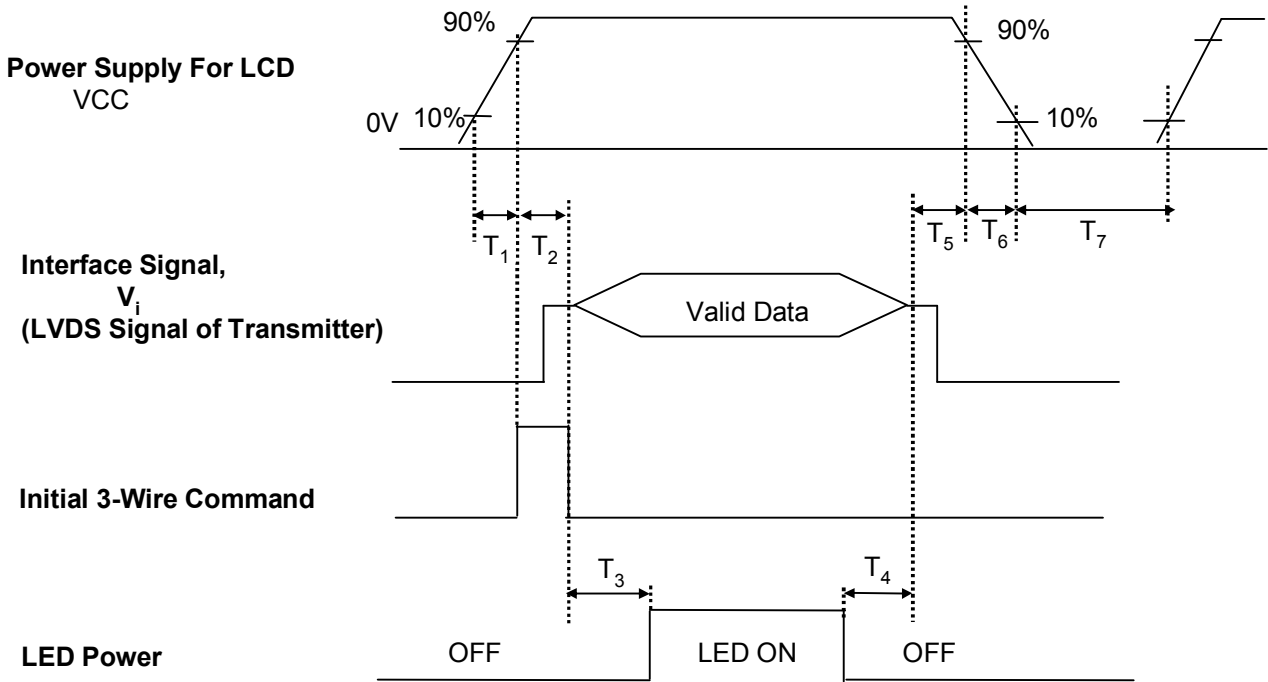 90%
90%
Power Supply For LCD
VCC
0V 10%
10%
T1
T2
T5
T6
T7
Interface Signal,
Vi
(LVDS Signal of Transmitter)
Valid Data
Initial 3-Wire Command
T3
T4
LED Power
OFF
LED ON
OFF